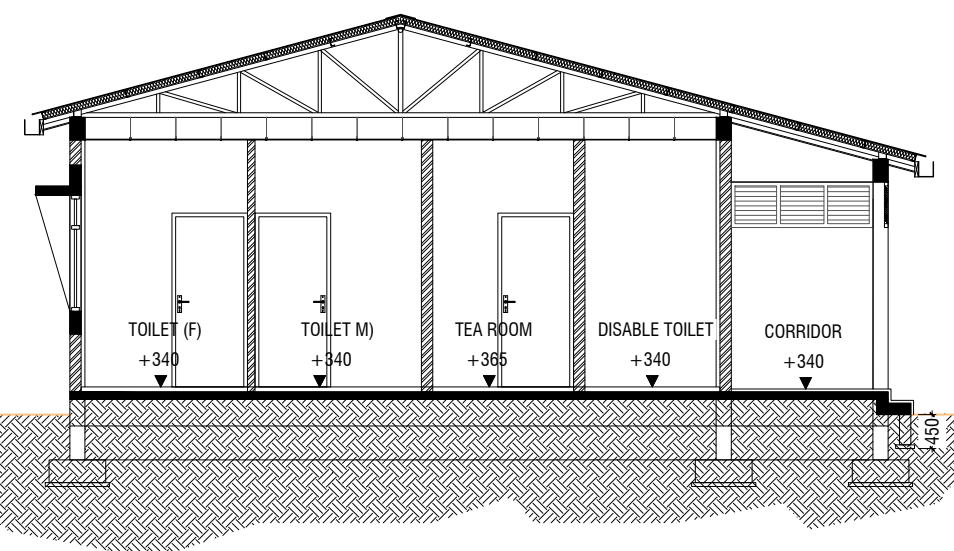 TOILET (F)
+340
TOILET M)
+340
TEA ROOM
+365
DISABLE TOILET
+340
CORRIDOR
+340
450